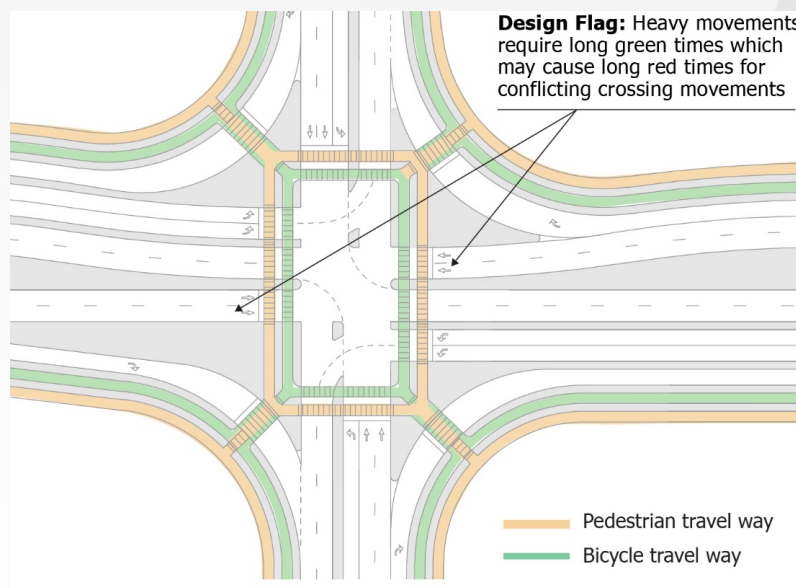 Design Flag: Heavy movements
require long green times which
may cause long red times for
conflicting crossing movements
Pedestrian travel way
Bicycle travel way